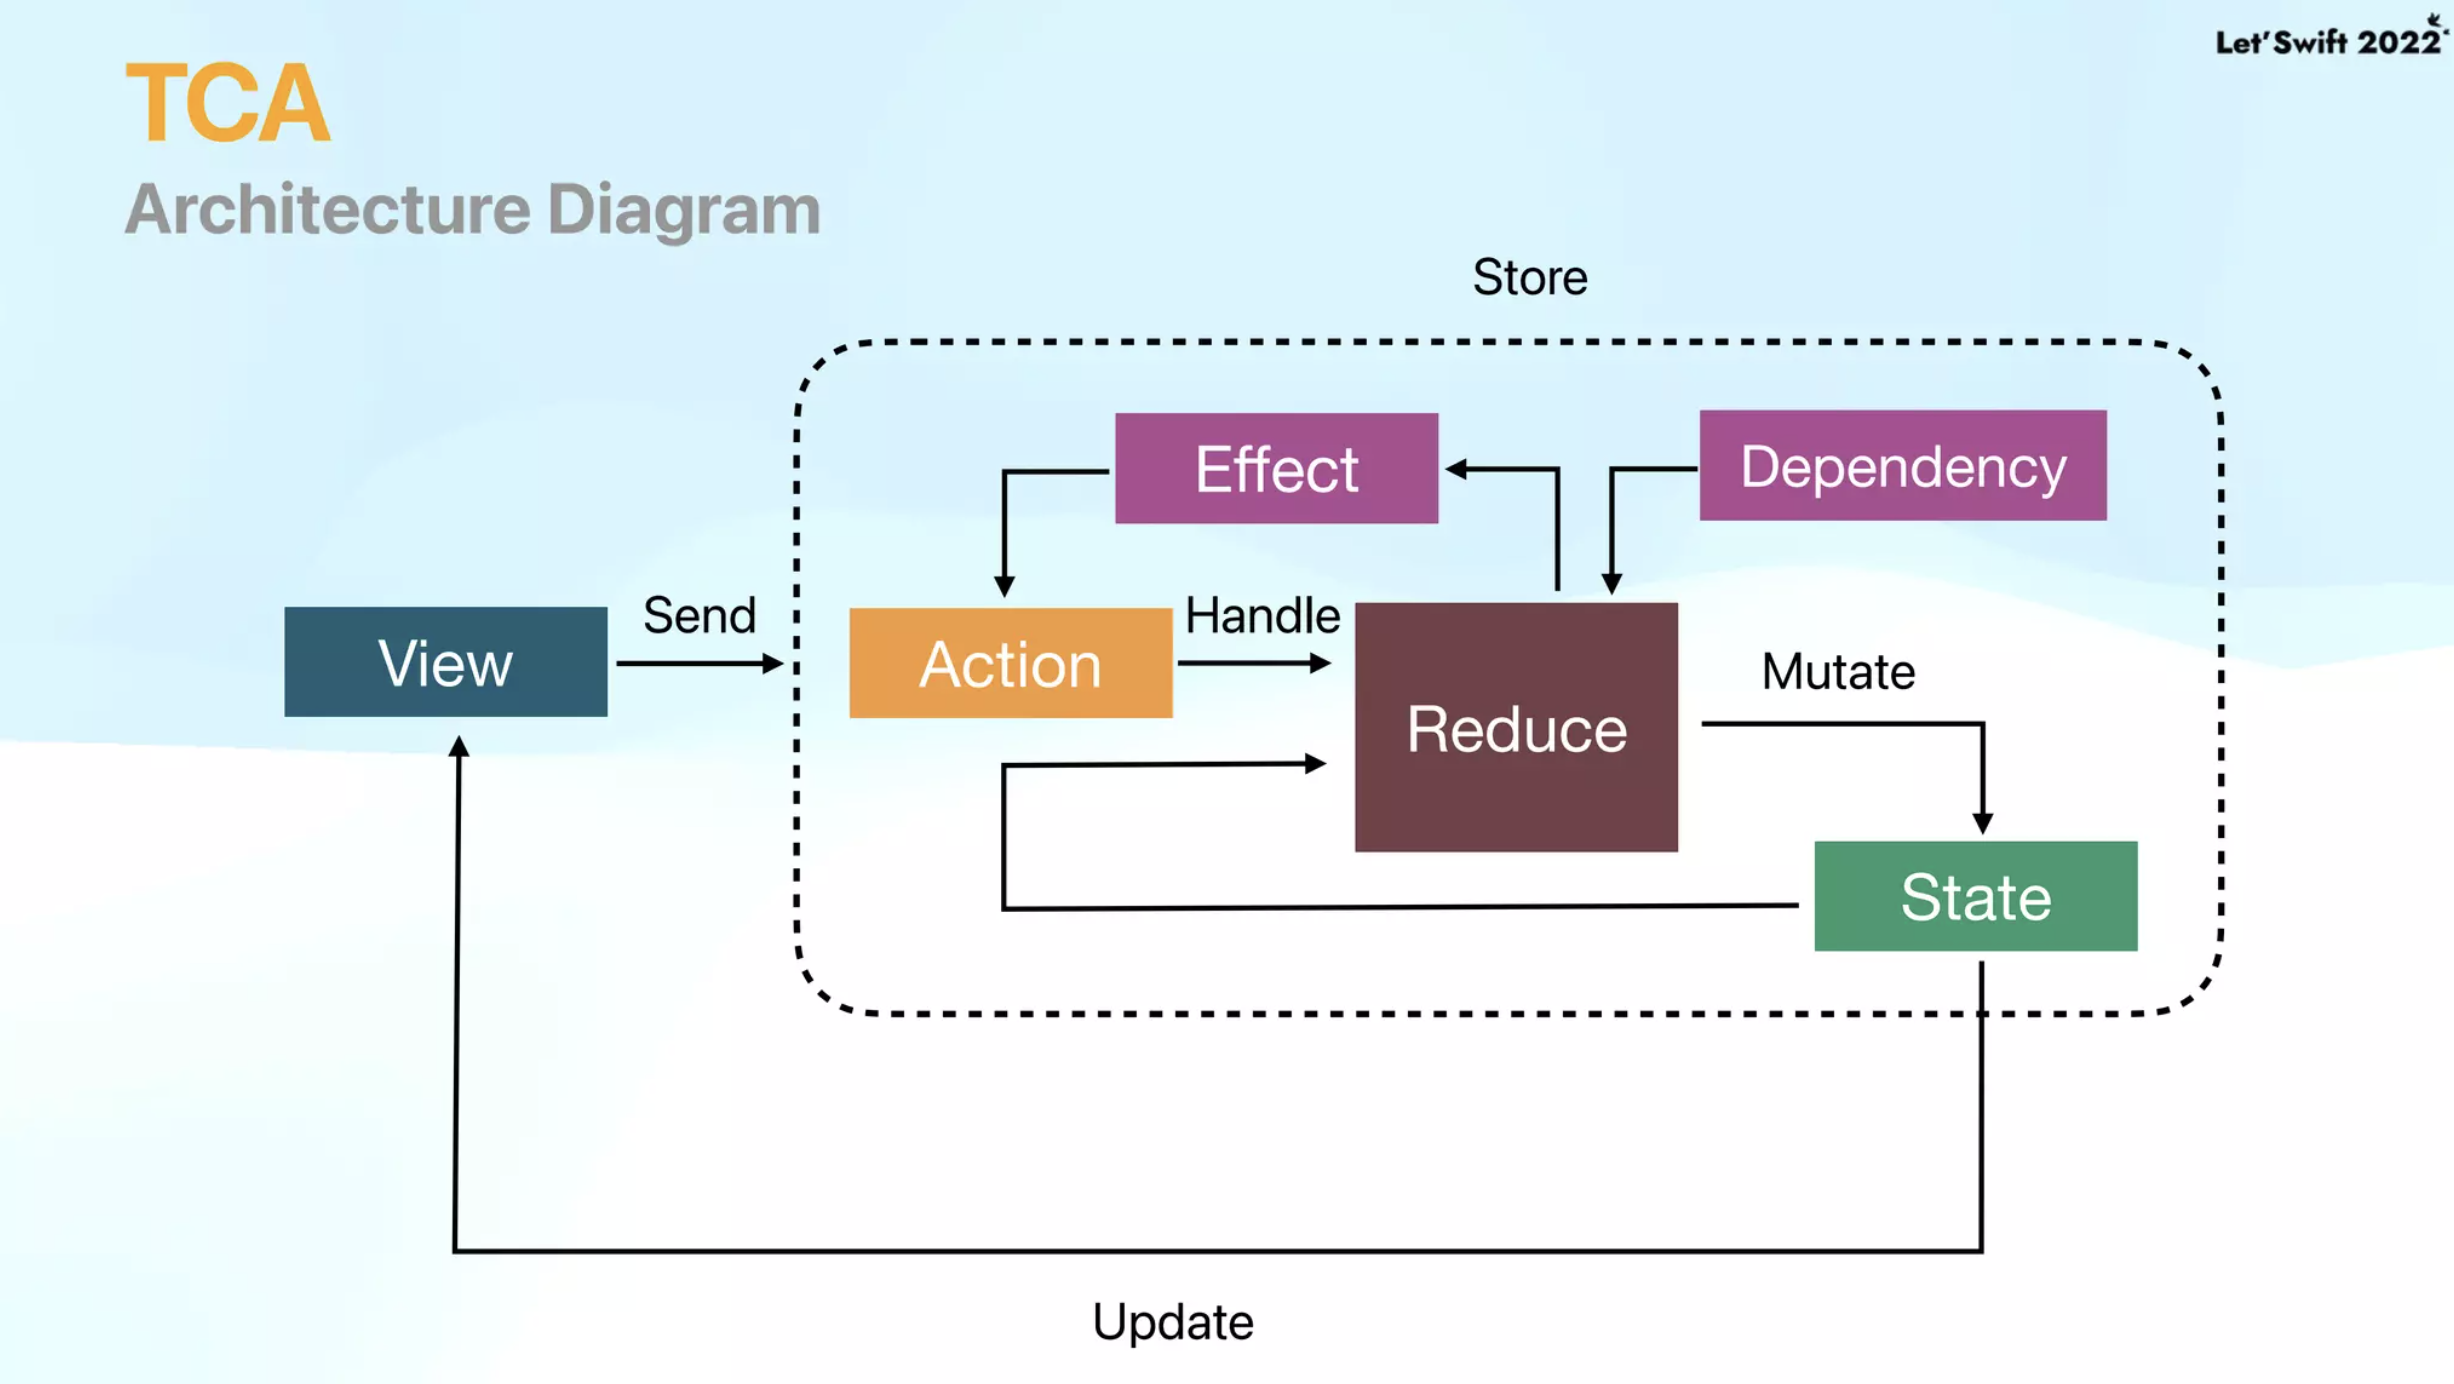 Let'Swift 2022
TCA
Architecture Diagram
Store
Effect
Dependency
View
Send
Action
Handle
Reduce
Mutate
State
Update